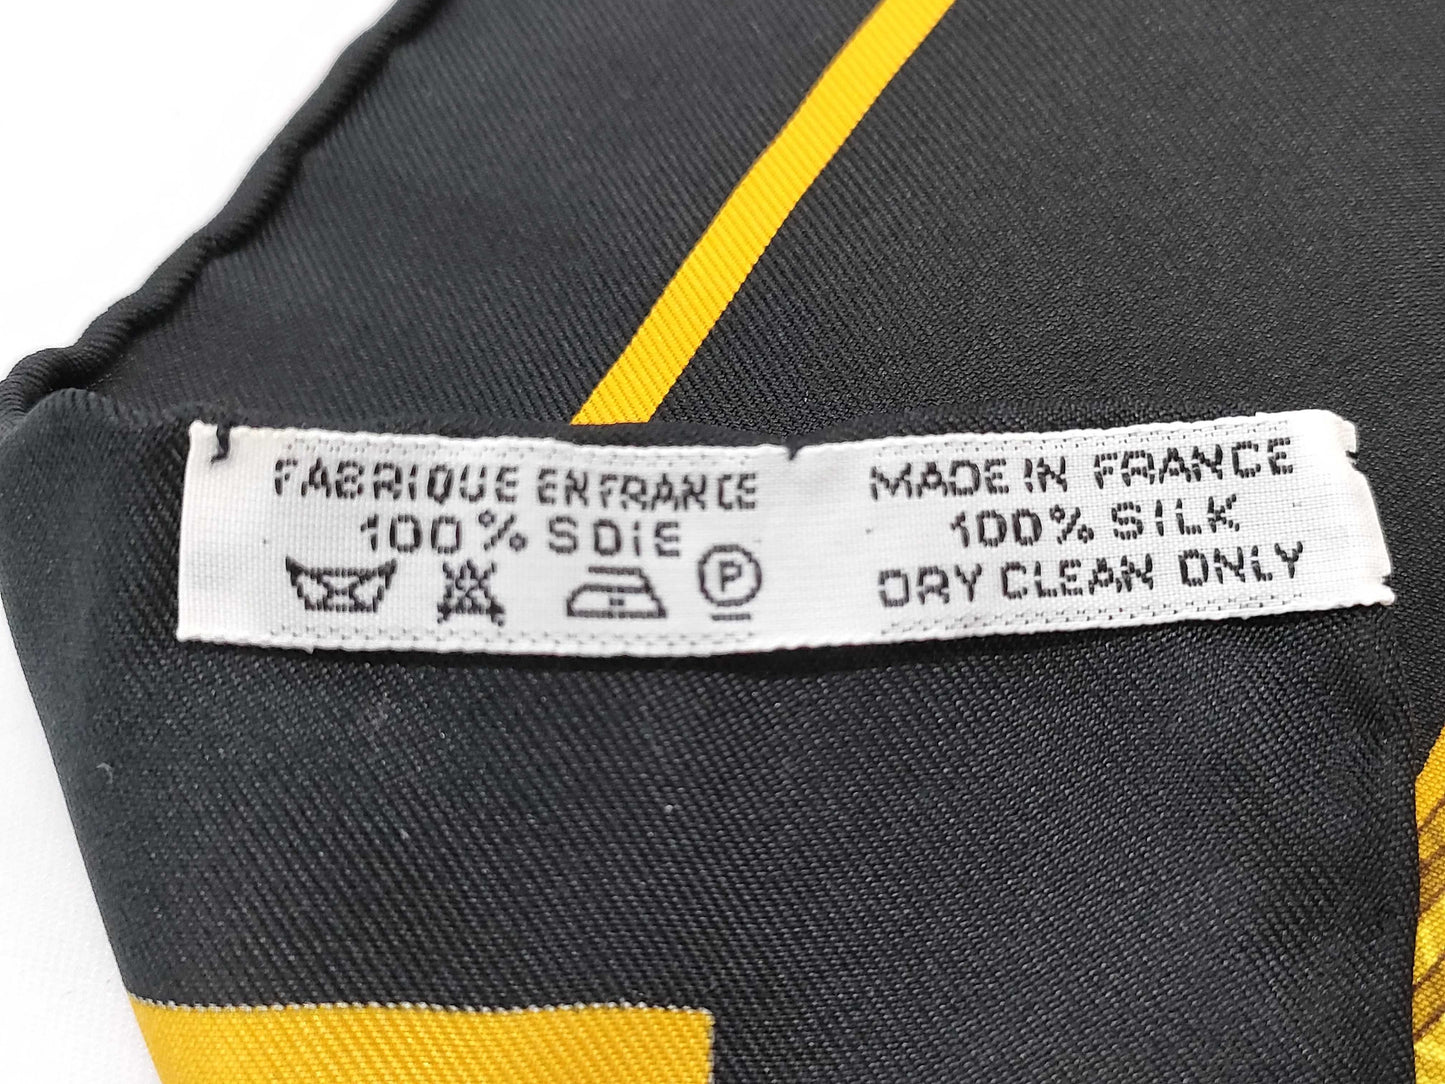 FABRIQUE EN FRANCE
100% SOIE
P
MADE IN FRANCE
100% SILK
DRY CLEAN ONLY